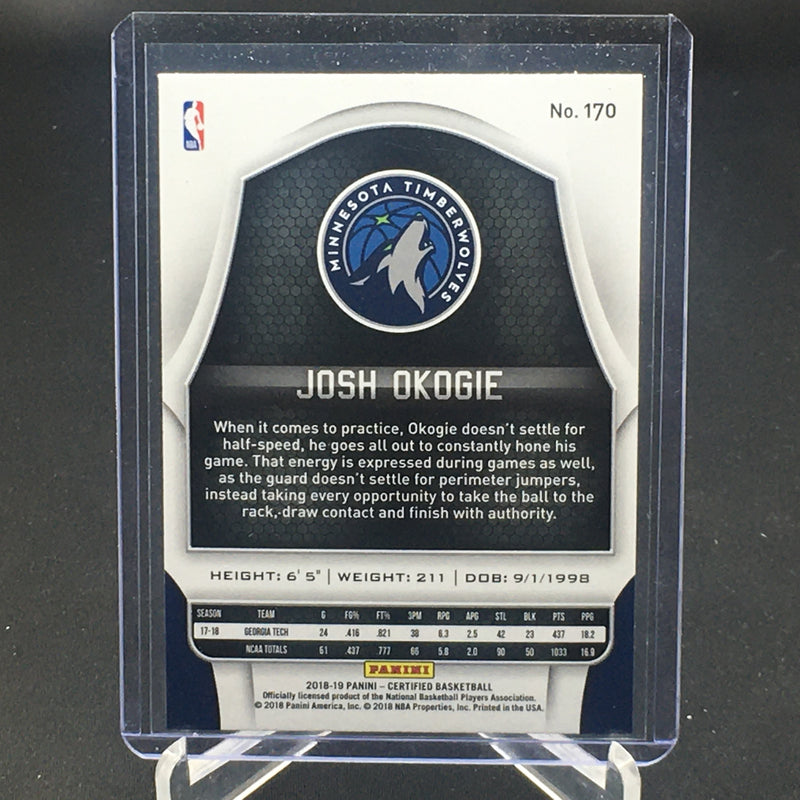 No. 170
NBA
MINNESOTA TIMBERWOLVES
JOSH OKOGIE
When it comes to practice, Okogie doesn't settle for
half-speed, he goes all out to constantly hone his
game. That energy is expressed during games as well,
as the guard doesn't settle for perimeter jumpers,
instead taking every opportunity to take the ball to the
rack, draw contact and finish with authority.
HEIGHT: 6' 5" | WEIGHT: 211 | DOB: 9/1/1998
SEASON TEAM G FG% FT% 3PM RPG APG STL BLK PTS PPG
17-18 GEORGIA TECH 24 .416 .821 38 6.3 2.5 42 23 437 18.2
NCAA TOTALS 61 .437 .777 66 5.8 2.0 90 50 1033 16.9
PANINI
2018-19 PANINI – CERTIFIED BASKETBALL
Officially licensed product of the National Basketball Players Association.
© 2018 Panini America, Inc. © 2018 NBA Properties, Inc. Printed in the USA.